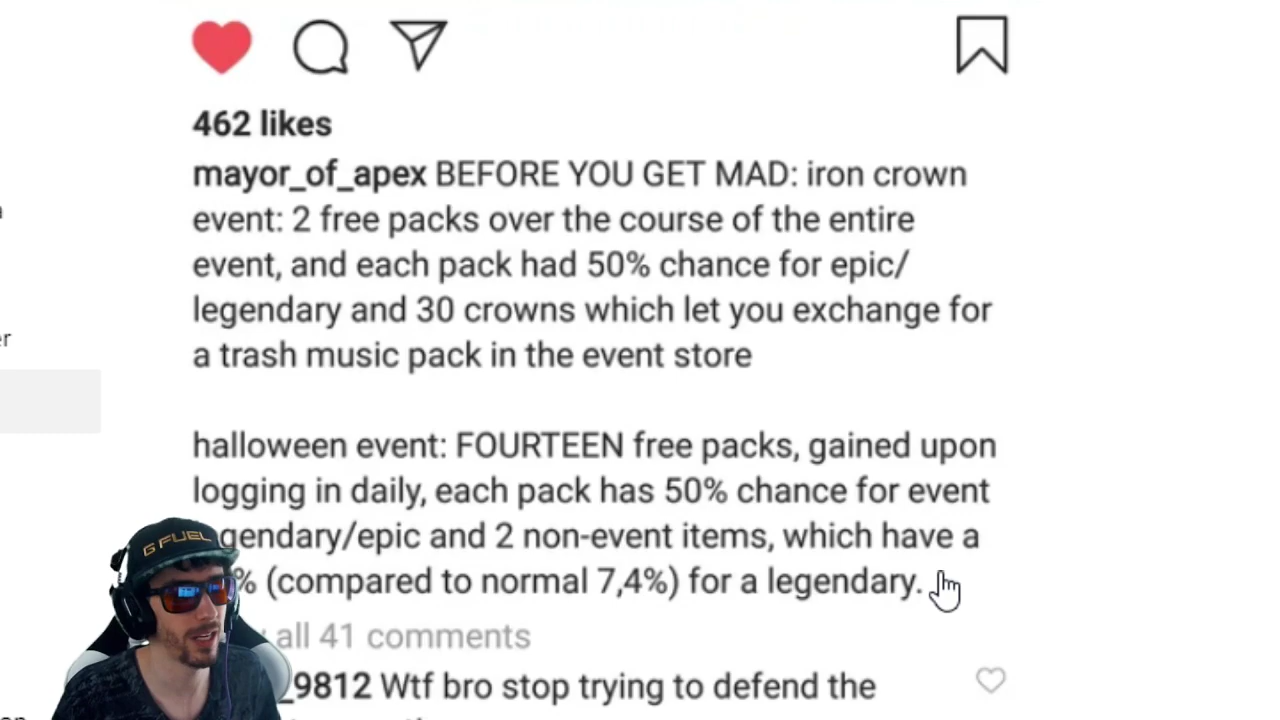 462 likes
mayor_of_apex BEFORE YOU GET MAD: iron crown
event: 2 free packs over the course of the entire
event, and each pack had 50% chance for epic/
legendary and 30 crowns which let you exchange for
a trash music pack in the event store
halloween event: FOURTEEN free packs, gained upon
logging in daily, each pack has 50% chance for event
gendary/epic and 2 non-event items, which have a
% (compared to normal 7,4%) for a legendary.
all 41 comments
_9812 Wtf bro stop trying to defend the
G FUEL